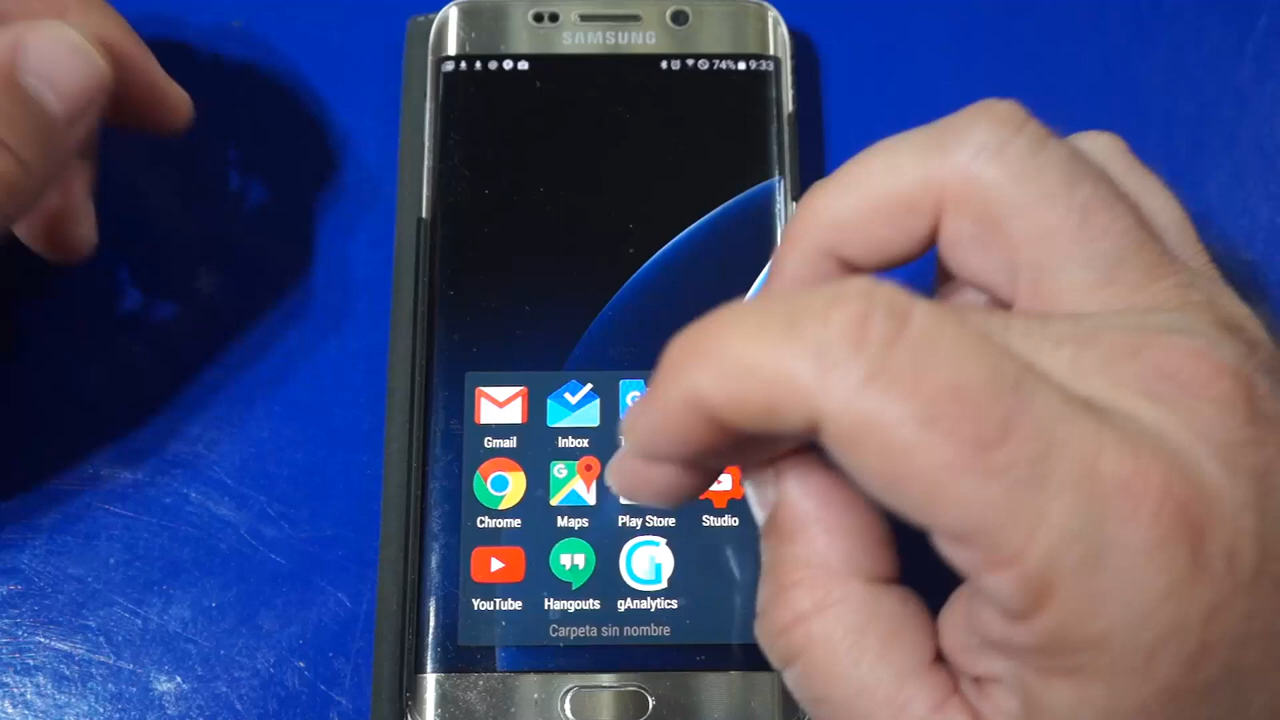 SAMSUNG
74% 9:33
Gmail Inbox
Chrome Maps Play Store Studio
YouTube Hangouts gAnalytics
Carpeta sin nombre